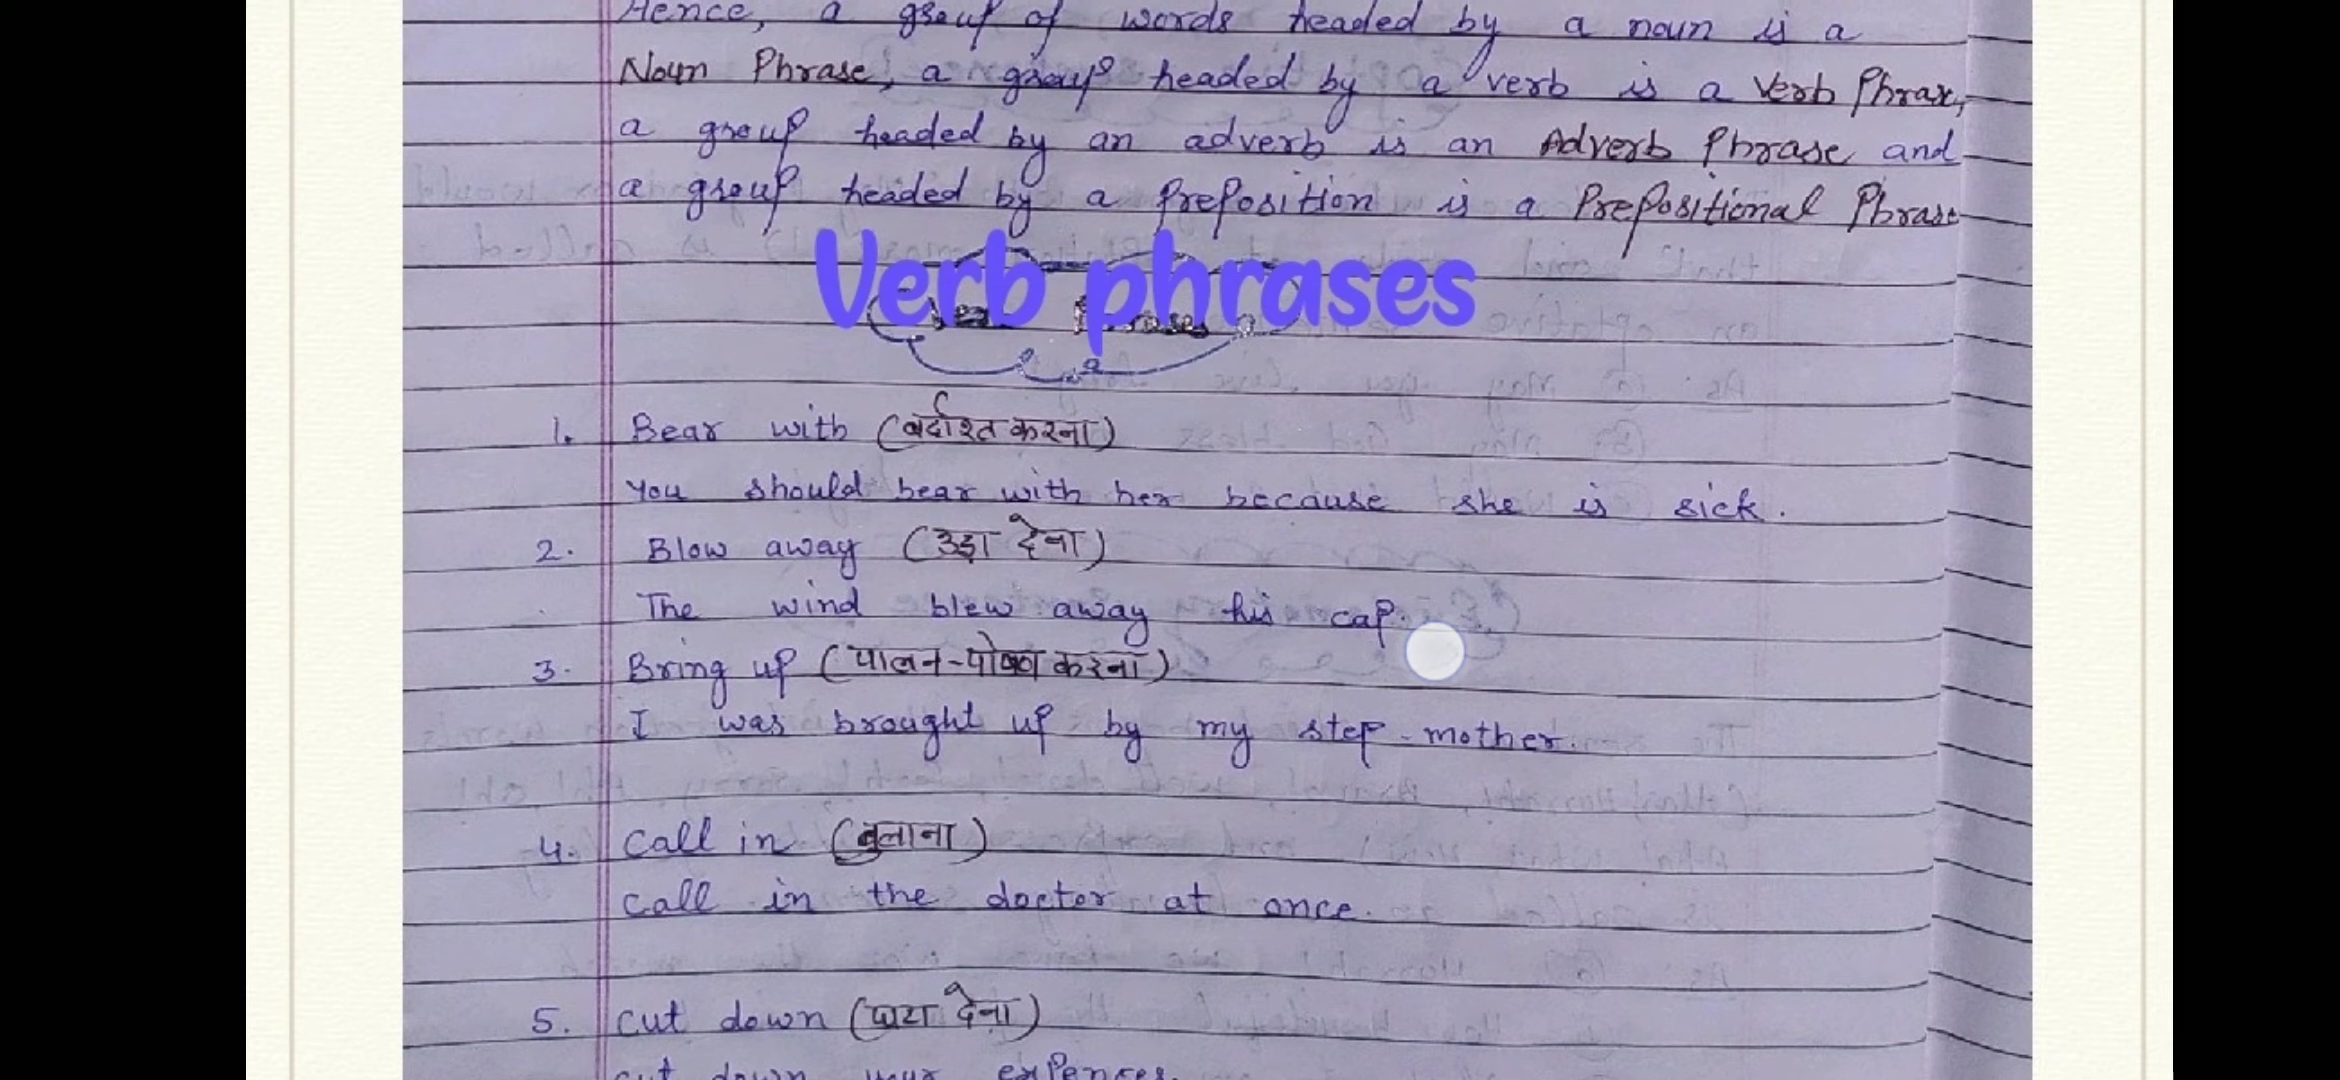 Hence, a group of words headed by a noun is a
Noun Phrase, a group headed by a verb is a Verb Phrase,
a group headed by an adverb is an Adverb Phrase and
a group headed by a preposition is a Prepositional Phrase
Verb phrases
1. Bear with (बर्दाश्त करना)
You should bear with her because she is sick.
2. Blow away (उड़ा देना)
The wind blew away his cap.
3. Bring up (पालन-पोषण करना)
I was brought up by my step-mother.
4. Call in (बुलाना)
Call in the doctor at once.
5. Cut down (घटा देना)
cut down your expences.